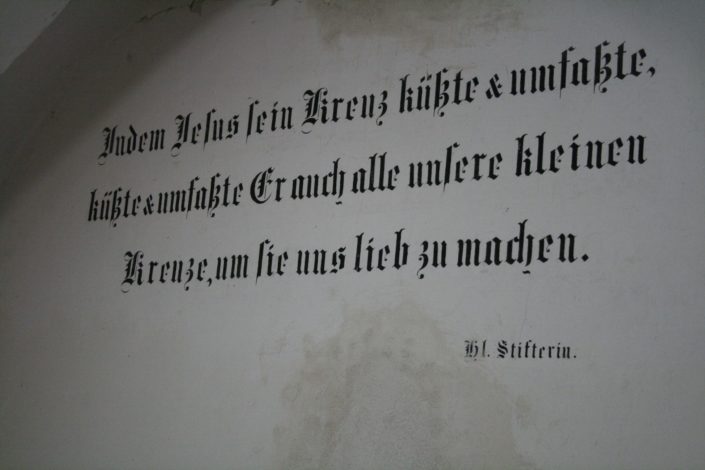 Indem Jesus sein Kreuz küßte & umfaßte,
küßte & umfaßte Er auch alle unsere kleinen
Kreuze, um sie uns lieb zu machen.
Hl. Stifterin.